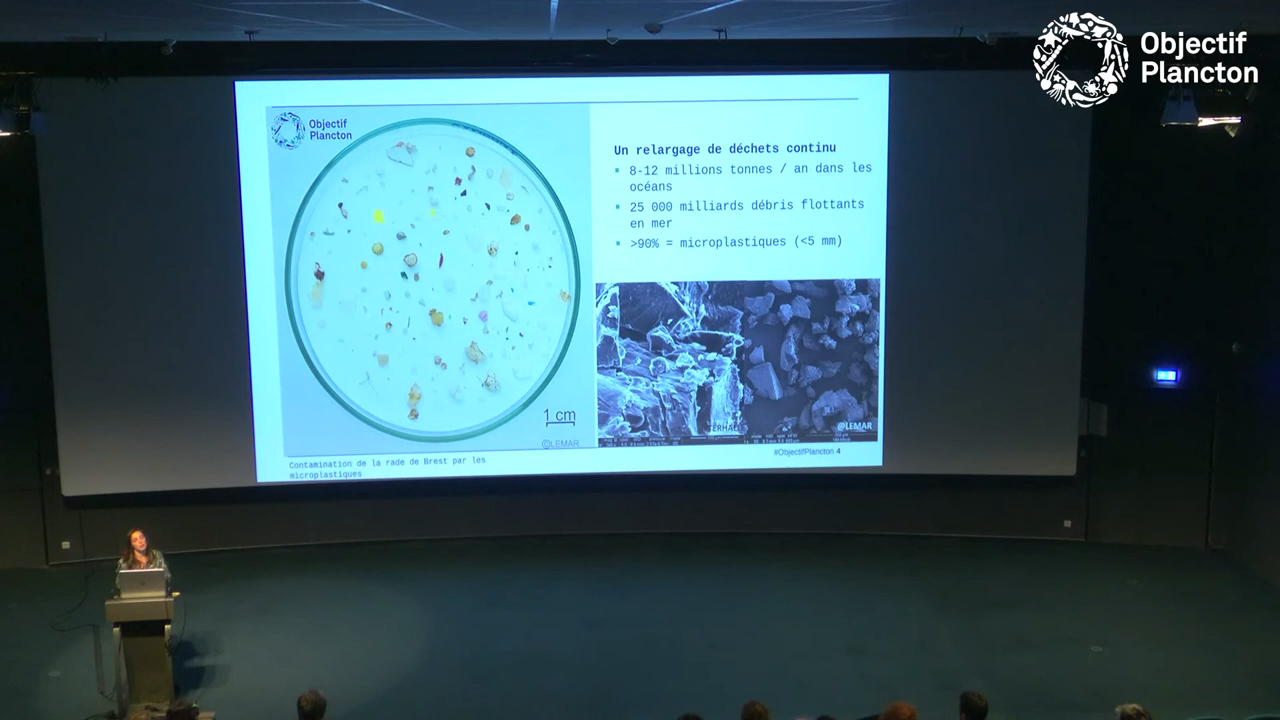 Objectif
Plancton
Objectif
Plancton
Un relargage de déchets continu
8-12 millions tonnes / an dans les
océans
25 000 milliards débris flottants
en mer
>90% = microplastiques (<5 mm)
1 cm
©LEMAR
@LEMAR
Contamination de la rade de Brest par les
microplastiques
#ObjectifPlancton 4